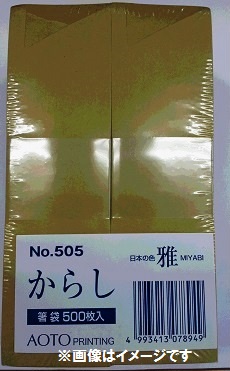 No.505
日本の色 雅 MIYABI
からし
箸袋 500枚入
AOTO PRINTING
4 993413 078949
※画像はイメージです